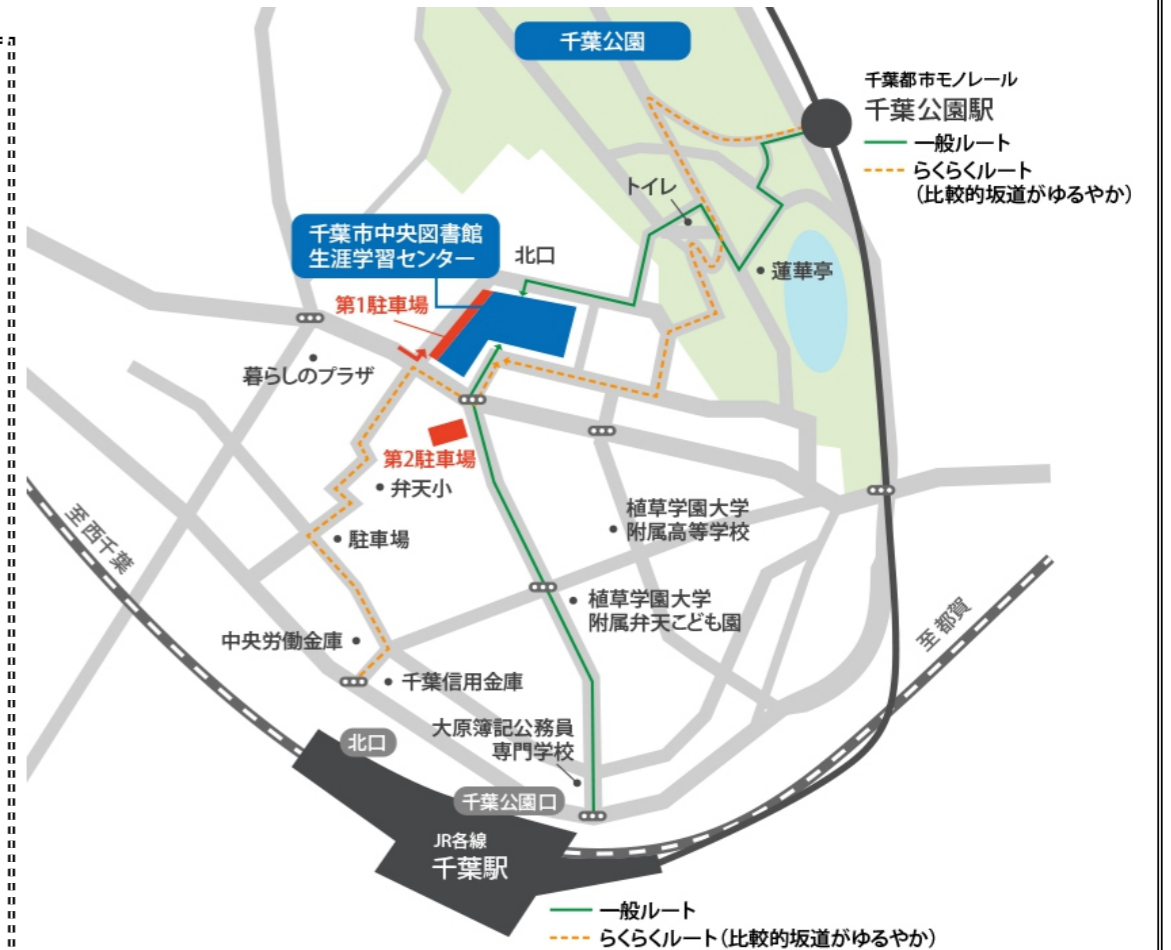 千葉公園
千葉都市モノレール
千葉公園駅
一般ルート
らくらくルート
(比較的坂道がゆるやか)
トイレ
千葉市中央図書館
生涯学習センター
北口
蓮華亭
第1駐車場
暮らしのプラザ
第2駐車場
弁天小
至西千葉
駐車場
植草学園大学
附属高等学校
植草学園大学
附属弁天こども園
至都賀
中央労働金庫
千葉信用金庫
大原簿記公務員
専門学校
北口
千葉公園口
JR各線
千葉駅
一般ルート
らくらくルート(比較的坂道がゆるやか)